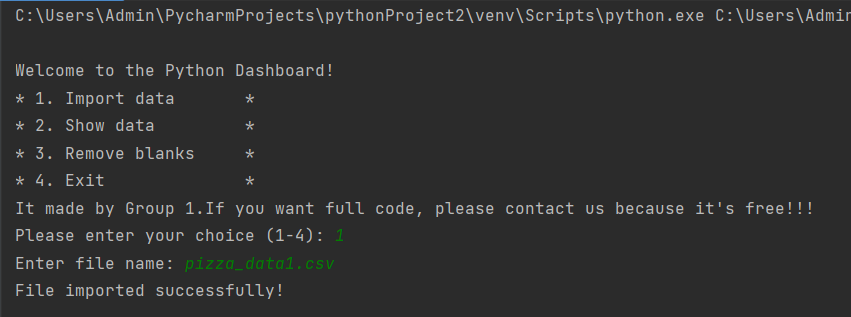 C:\Users\Admin\PycharmProjects\pythonProject2\venv\Scripts\python.exe C:\Users\Admin
Welcome to the Python Dashboard!
* 1. Import data       *
* 2. Show data         *
* 3. Remove blanks     *
* 4. Exit              *
It made by Group 1.If you want full code, please contact us because it's free!!!
Please enter your choice (1-4): 1
Enter file name: pizza_data1.csv
File imported successfully!